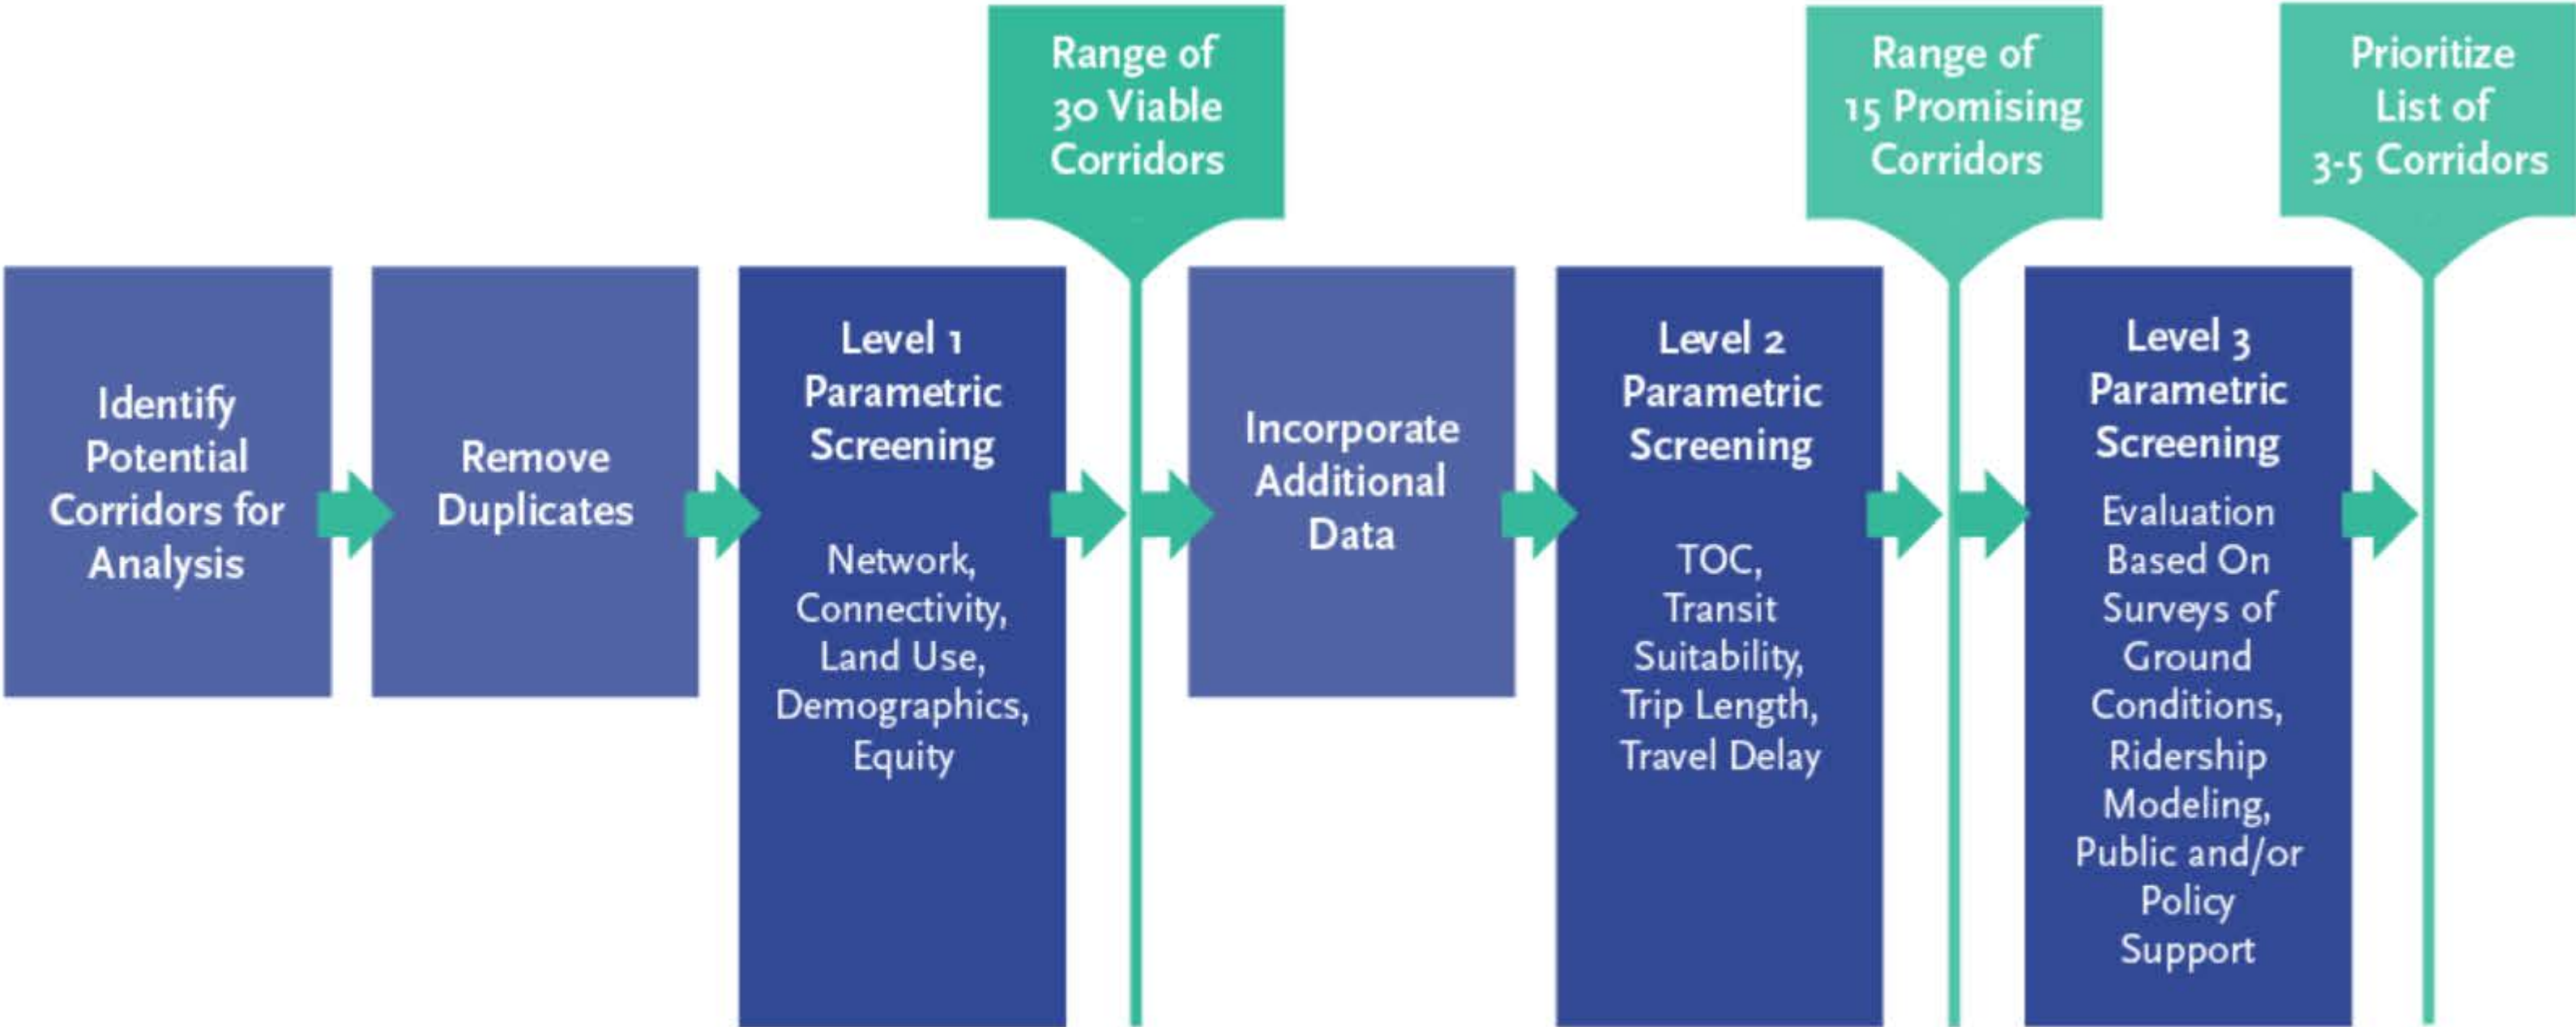 Range of
30 Viable
Corridors
Range of
15 Promising
Corridors
Prioritize
List of
3-5 Corridors
Identify
Potential
Corridors for
Analysis
Remove
Duplicates
Level 1
Parametric
Screening
Network,
Connectivity,
Land Use,
Demographics,
Equity
Incorporate
Additional
Data
Level 2
Parametric
Screening
TOC,
Transit
Suitability,
Trip Length,
Travel Delay
Level 3
Parametric
Screening
Evaluation
Based On
Surveys of
Ground
Conditions,
Ridership
Modeling,
Public and/or
Policy
Support